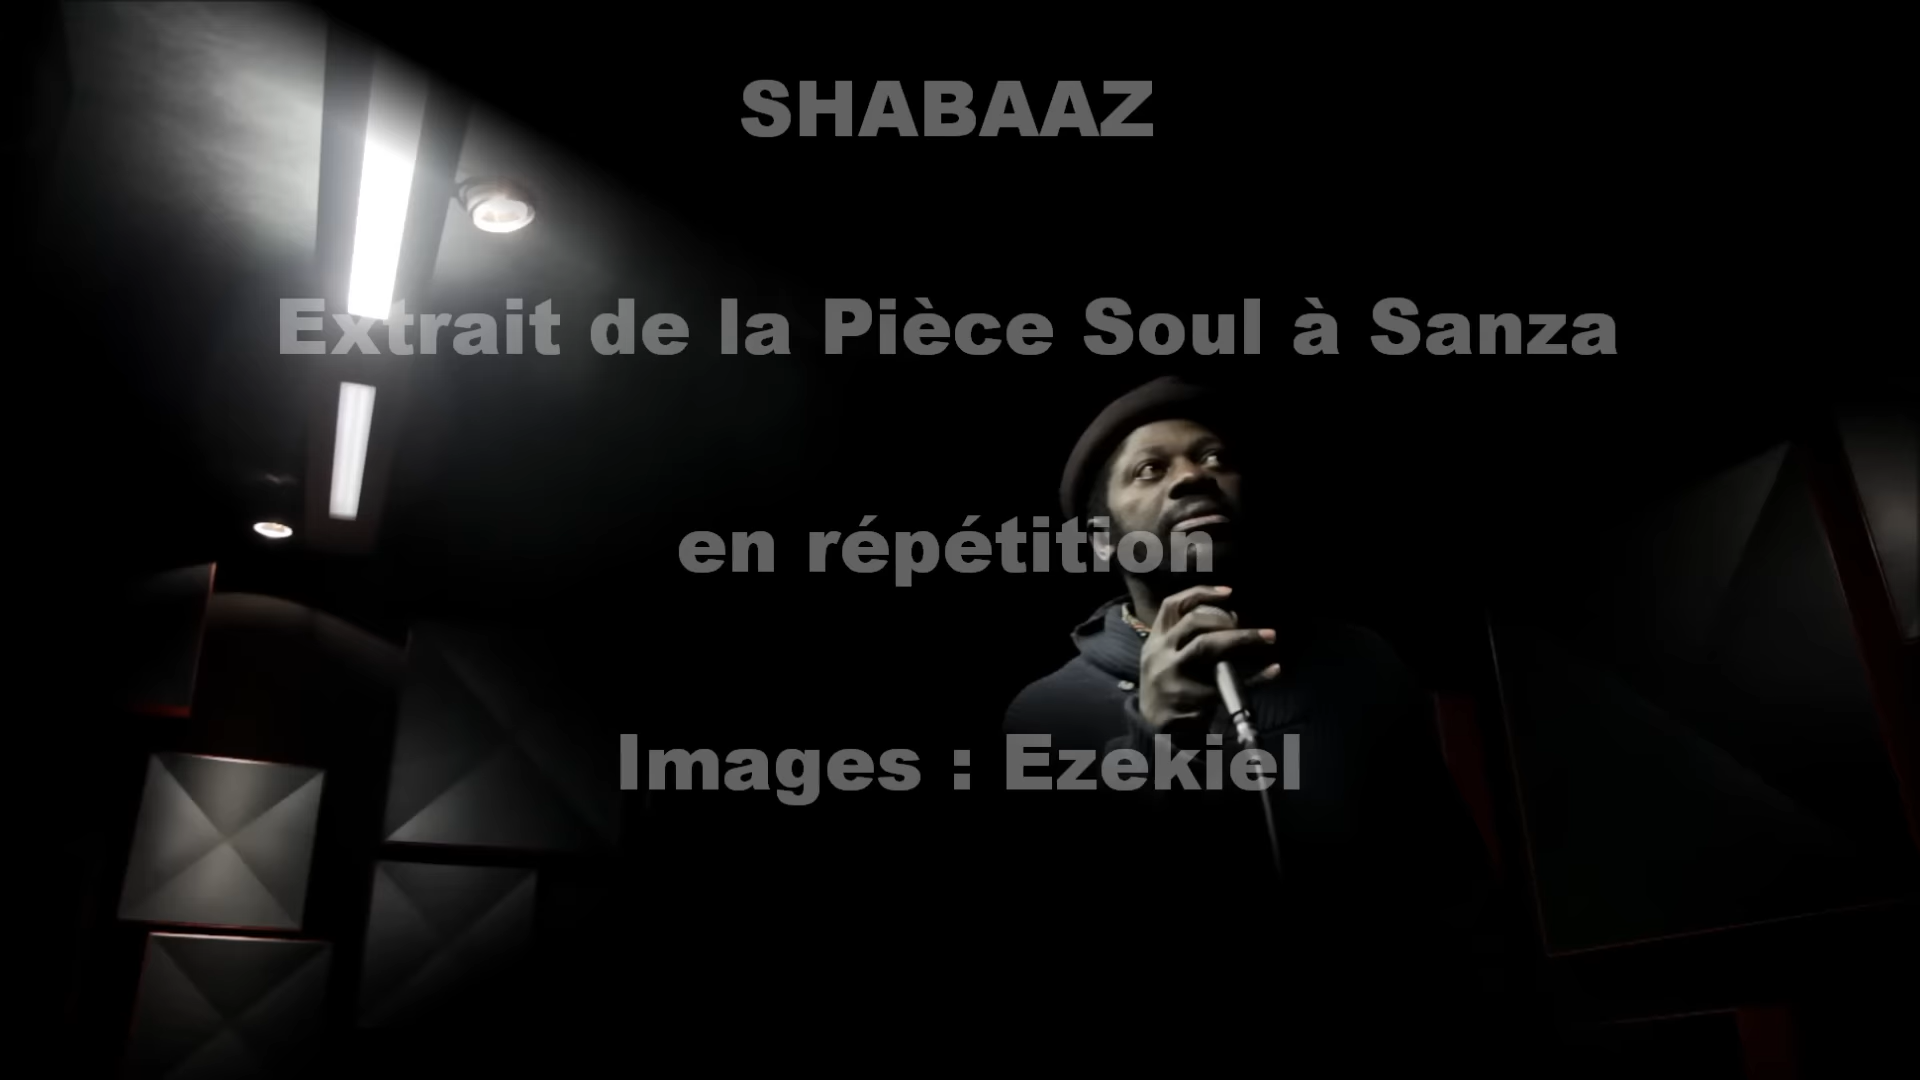 SHABAAZ
Extrait de la Pièce Soul à Sanza
en répétition
Images : Ezekiel